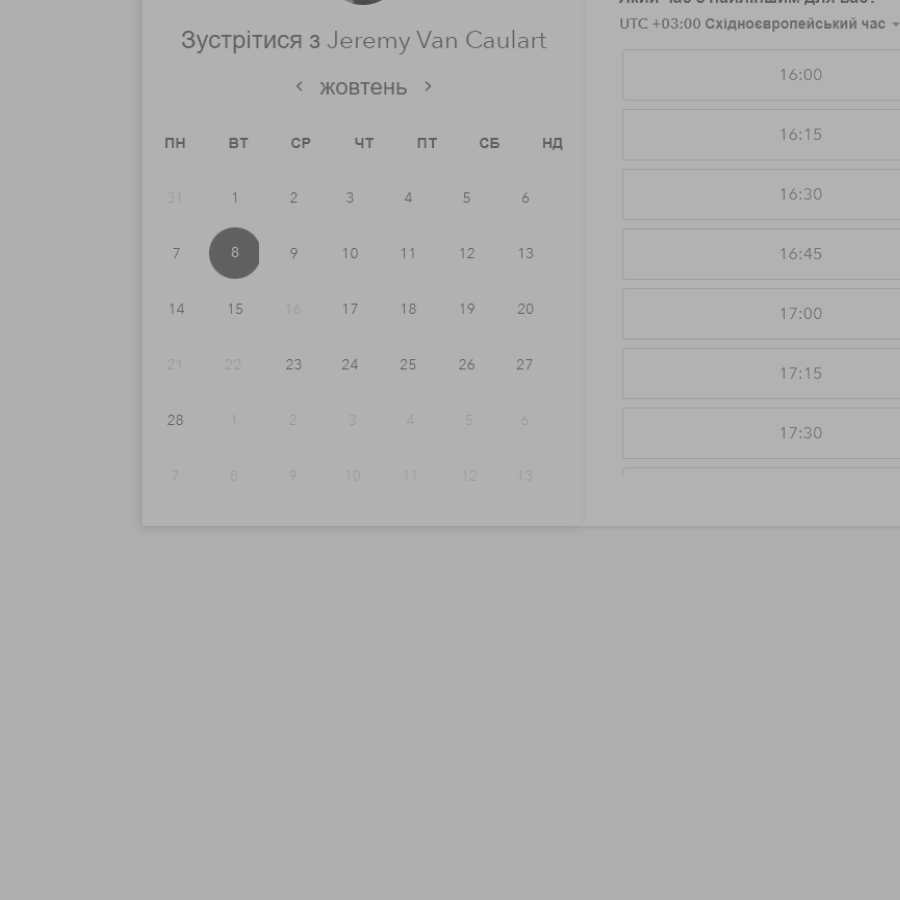 Зустрітися з Jeremy Van Caulart
жовтень
ПН ВТ СР ЧТ ПТ СБ НД
31 1 2 3 4 5 6
7 8 9 10 11 12 13
14 15 16 17 18 19 20
21 22 23 24 25 26 27
28 1 2 3 4 5 6
7 8 9 10 11 12 13
UTC +03:00 Східноєвропейський час
16:00
16:15
16:30
16:45
17:00
17:15
17:30